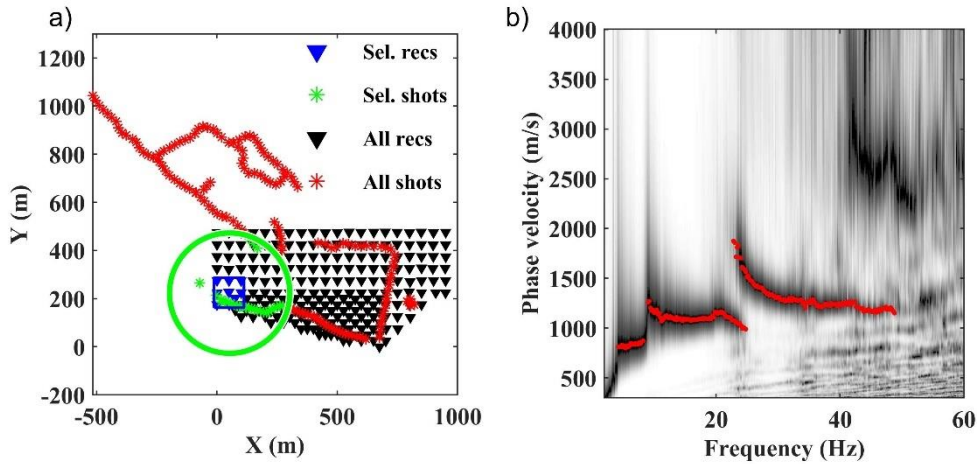 a)
1300
1200
1000
800
600
400
200
0
-200
Y (m)
-500
0
500
1000
X (m)
Sel. recs
Sel. shots
All recs
All shots
b)
4000
3500
3000
2500
2000
1500
1000
500
Phase velocity (m/s)
20
40
60
Frequency (Hz)